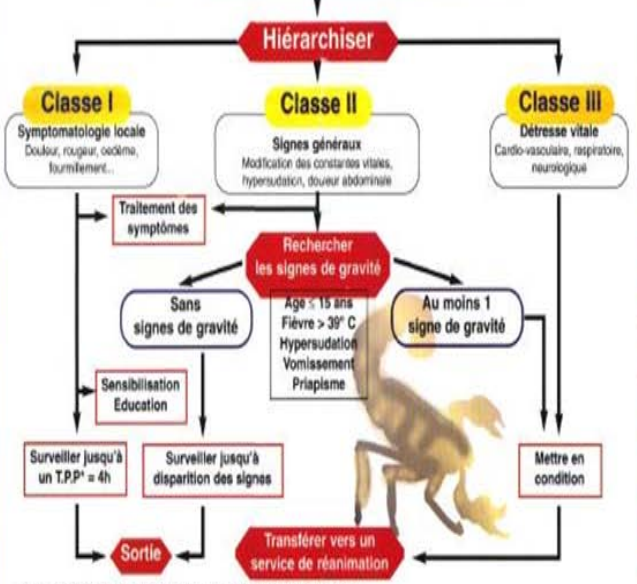 Hiérarchiser
Classe I
Symptomatologie locale
Douleur, rougeur, oedème,
fourmillement...
Classe II
Signes généraux
Modification des constantes vitales,
hypersudation, douleur abdominale
Classe III
Détresse vitale
Cardio-vasculaire, respiratoire,
neurologique
Traitement des
symptômes
Rechercher
les signes de gravité
Sans
signes de gravité
Age ≤ 15 ans
Fièvre > 39° C
Hypersudation
Vomissement
Priapisme
Au moins 1
signe de gravité
Sensibilisation
Education
Surveiller jusqu'à
un T.P.P* = 4h
Surveiller jusqu'à
disparition des signes
Mettre en
condition
Sortie
Transférer vers un
service de réanimation